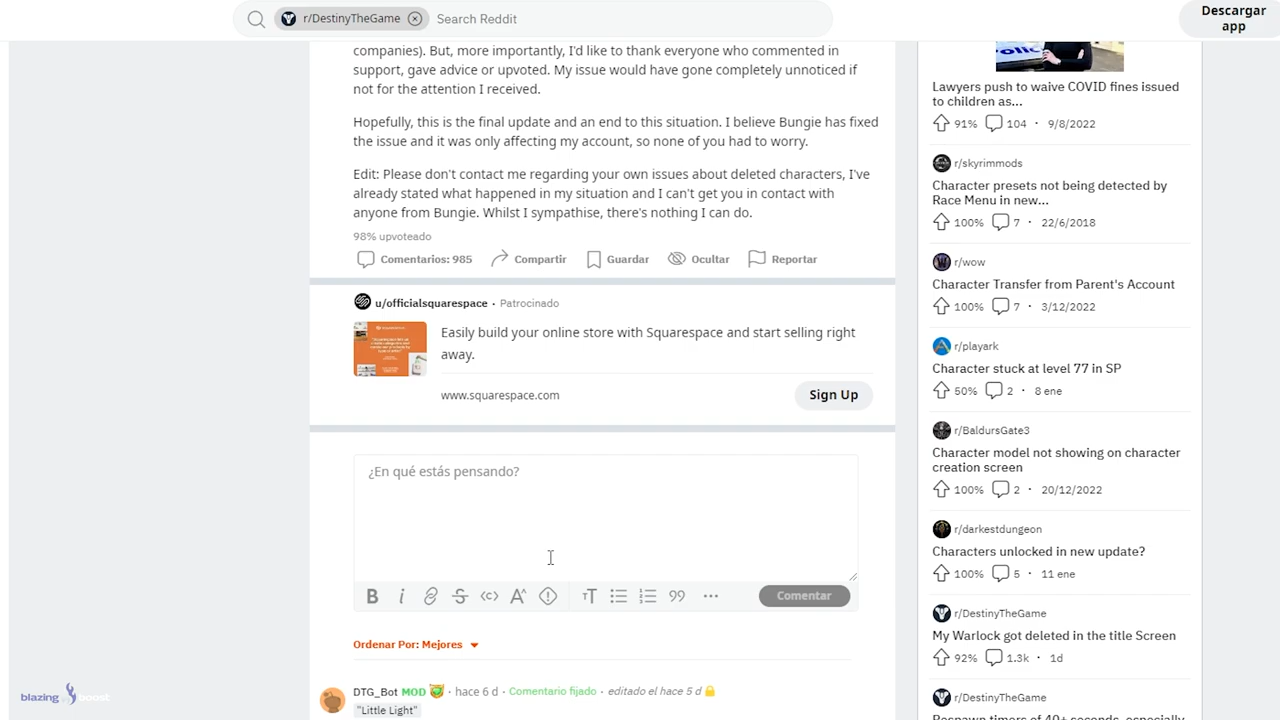 r/DestinyTheGame
Search Reddit
Descargar
app
companies). But, more importantly, I'd like to thank everyone who commented in
support, gave advice or upvoted. My issue would have gone completely unnoticed if
not for the attention I received.
Hopefully, this is the final update and an end to this situation. I believe Bungie has fixed
the issue and it was only affecting my account, so none of you had to worry.
Edit: Please don't contact me regarding your own issues about deleted characters, I've
already stated what happened in my situation and I can't get you in contact with
anyone from Bungie. Whilst I sympathise, there's nothing I can do.
98% upvoteado
Comentarios: 985
Compartir
Guardar
Ocultar
Reportar
u/officialsquarespace · Patrocinado
Easily build your online store with Squarespace and start selling right
away.
www.squarespace.com
Sign Up
¿En qué estás pensando?
Comentar
Ordenar Por: Mejores
DTG_Bot MOD · hace 6 d · Comentario fijado · editado el hace 5 d
"Little Light"
Lawyers push to waive COVID fines issued
to children as...
91% 104 · 9/8/2022
r/skyrimmods
Character presets not being detected by
Race Menu in new...
100% 7 · 22/6/2018
r/wow
Character Transfer from Parent's Account
100% 7 · 3/12/2022
r/playark
Character stuck at level 77 in SP
50% 2 · 8 ene
r/BaldursGate3
Character model not showing on character
creation screen
100% 2 · 20/12/2022
r/darkestdungeon
Characters unlocked in new update?
100% 5 · 11 ene
r/DestinyTheGame
My Warlock got deleted in the title Screen
92% 1.3k · 1d
r/DestinyTheGame
Respawn timers of 40+ seconds, especially
blazing boost